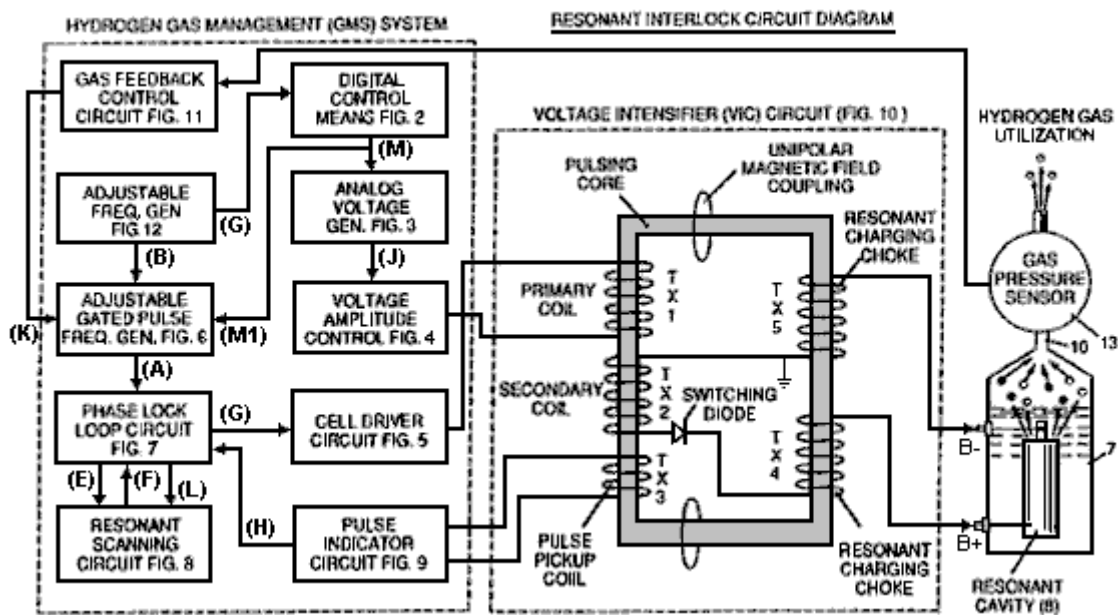 HYDROGEN GAS MANAGEMENT (GMS) SYSTEM
RESONANT INTERLOCK CIRCUIT DIAGRAM
GAS FEEDBACK
CONTROL
CIRCUIT FIG. 11
DIGITAL
CONTROL
MEANS FIG. 2
(M)
ADJUSTABLE
FREQ. GEN
FIG.12
(G)
ANALOG
VOLTAGE
GEN. FIG. 3
(B)
(J)
(K)
ADJUSTABLE
GATED PULSE
FREQ. GEN. FIG. 6
(M1)
VOLTAGE
AMPLITUDE
CONTROL FIG. 4
(A)
PHASE LOCK
LOOP CIRCUIT
FIG. 7
(G)
CELL DRIVER
CIRCUIT FIG. 5
(E)
(F)
(L)
RESONANT
SCANNING
CIRCUIT FIG. 8
(H)
PULSE
INDICATOR
CIRCUIT FIG. 9
VOLTAGE INTENSIFIER (VIC) CIRCUIT (FIG. 10 )
PULSING
CORE
UNIPOLAR
MAGNETIC FIELD
COUPLING
RESONANT
CHARGING
CHOKE
PRIMARY
COIL
T
X
1
T
X
5
SECONDARY
COIL
T
X
2
SWITCHING
DIODE
T
X
4
T
X
3
PULSE
PICKUP
COIL
RESONANT
CHARGING
CHOKE
HYDROGEN GAS
UTILIZATION
GAS
PRESSURE
SENSOR
13
10
B-
7
B+
RESONANT
CAVITY (8)